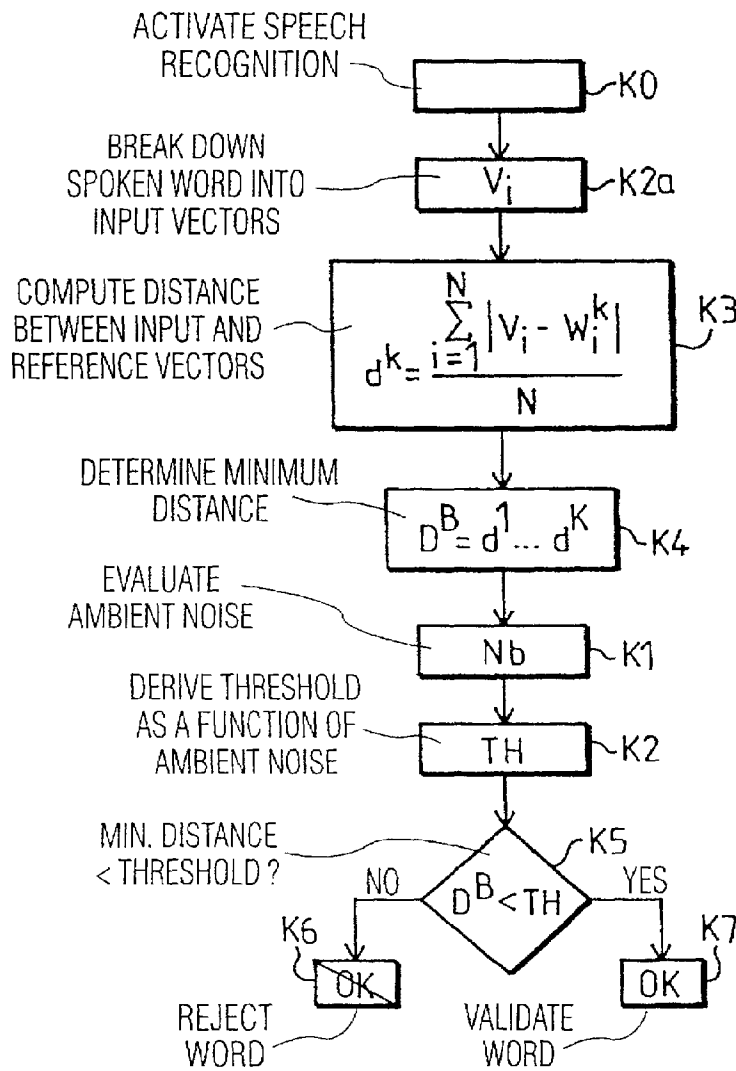 ACTIVATE SPEECH
RECOGNITION
K0
BREAK DOWN
SPOKEN WORD INTO
INPUT VECTORS
Vi
K2a
COMPUTE DISTANCE
BETWEEN INPUT AND
REFERENCE VECTORS
d^k = \frac{\sum_{i=1}^{N} |V_i - W_i^k|}{N}
K3
DETERMINE MINIMUM
DISTANCE
D^B = d^1 ... d^K
K4
EVALUATE
AMBIENT NOISE
Nb
K1
DERIVE THRESHOLD
AS A FUNCTION OF
AMBIENT NOISE
TH
K2
MIN. DISTANCE
< THRESHOLD ?
K5
D^B < TH
NO
YES
K6
OK
REJECT
WORD
K7
OK
VALIDATE
WORD